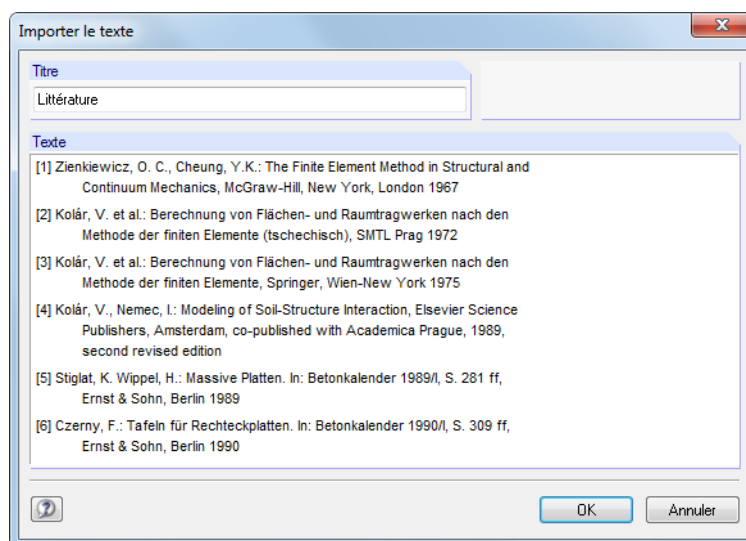 Importer le texte
Titre
Littérature
Texte
[1] Zienkiewicz, O. C., Cheung, Y.K.: The Finite Element Method in Structural and
Continuum Mechanics, McGraw-Hill, New York, London 1967
[2] Kolár, V. et al.: Berechnung von Flächen- und Raumtragwerken nach den
Methode der finiten Elemente (tschechisch), SMTL Prag 1972
[3] Kolár, V. et al.: Berechnung von Flächen- und Raumtragwerken nach den
Methode der finiten Elemente, Springer, Wien-New York 1975
[4] Kolár, V., Nemec, I.: Modeling of Soil-Structure Interaction, Elsevier Science
Publishers, Amsterdam, co-published with Academica Prague, 1989,
second revised edition
[5] Stiglat, K. Wippel, H.: Massive Platten. In: Betonkalender 1989/I, S. 281 ff,
Ernst & Sohn, Berlin 1989
[6] Czerny, F.: Tafeln für Rechteckplatten. In: Betonkalender 1990/I, S. 309 ff,
Ernst & Sohn, Berlin 1990
OK
Annuler